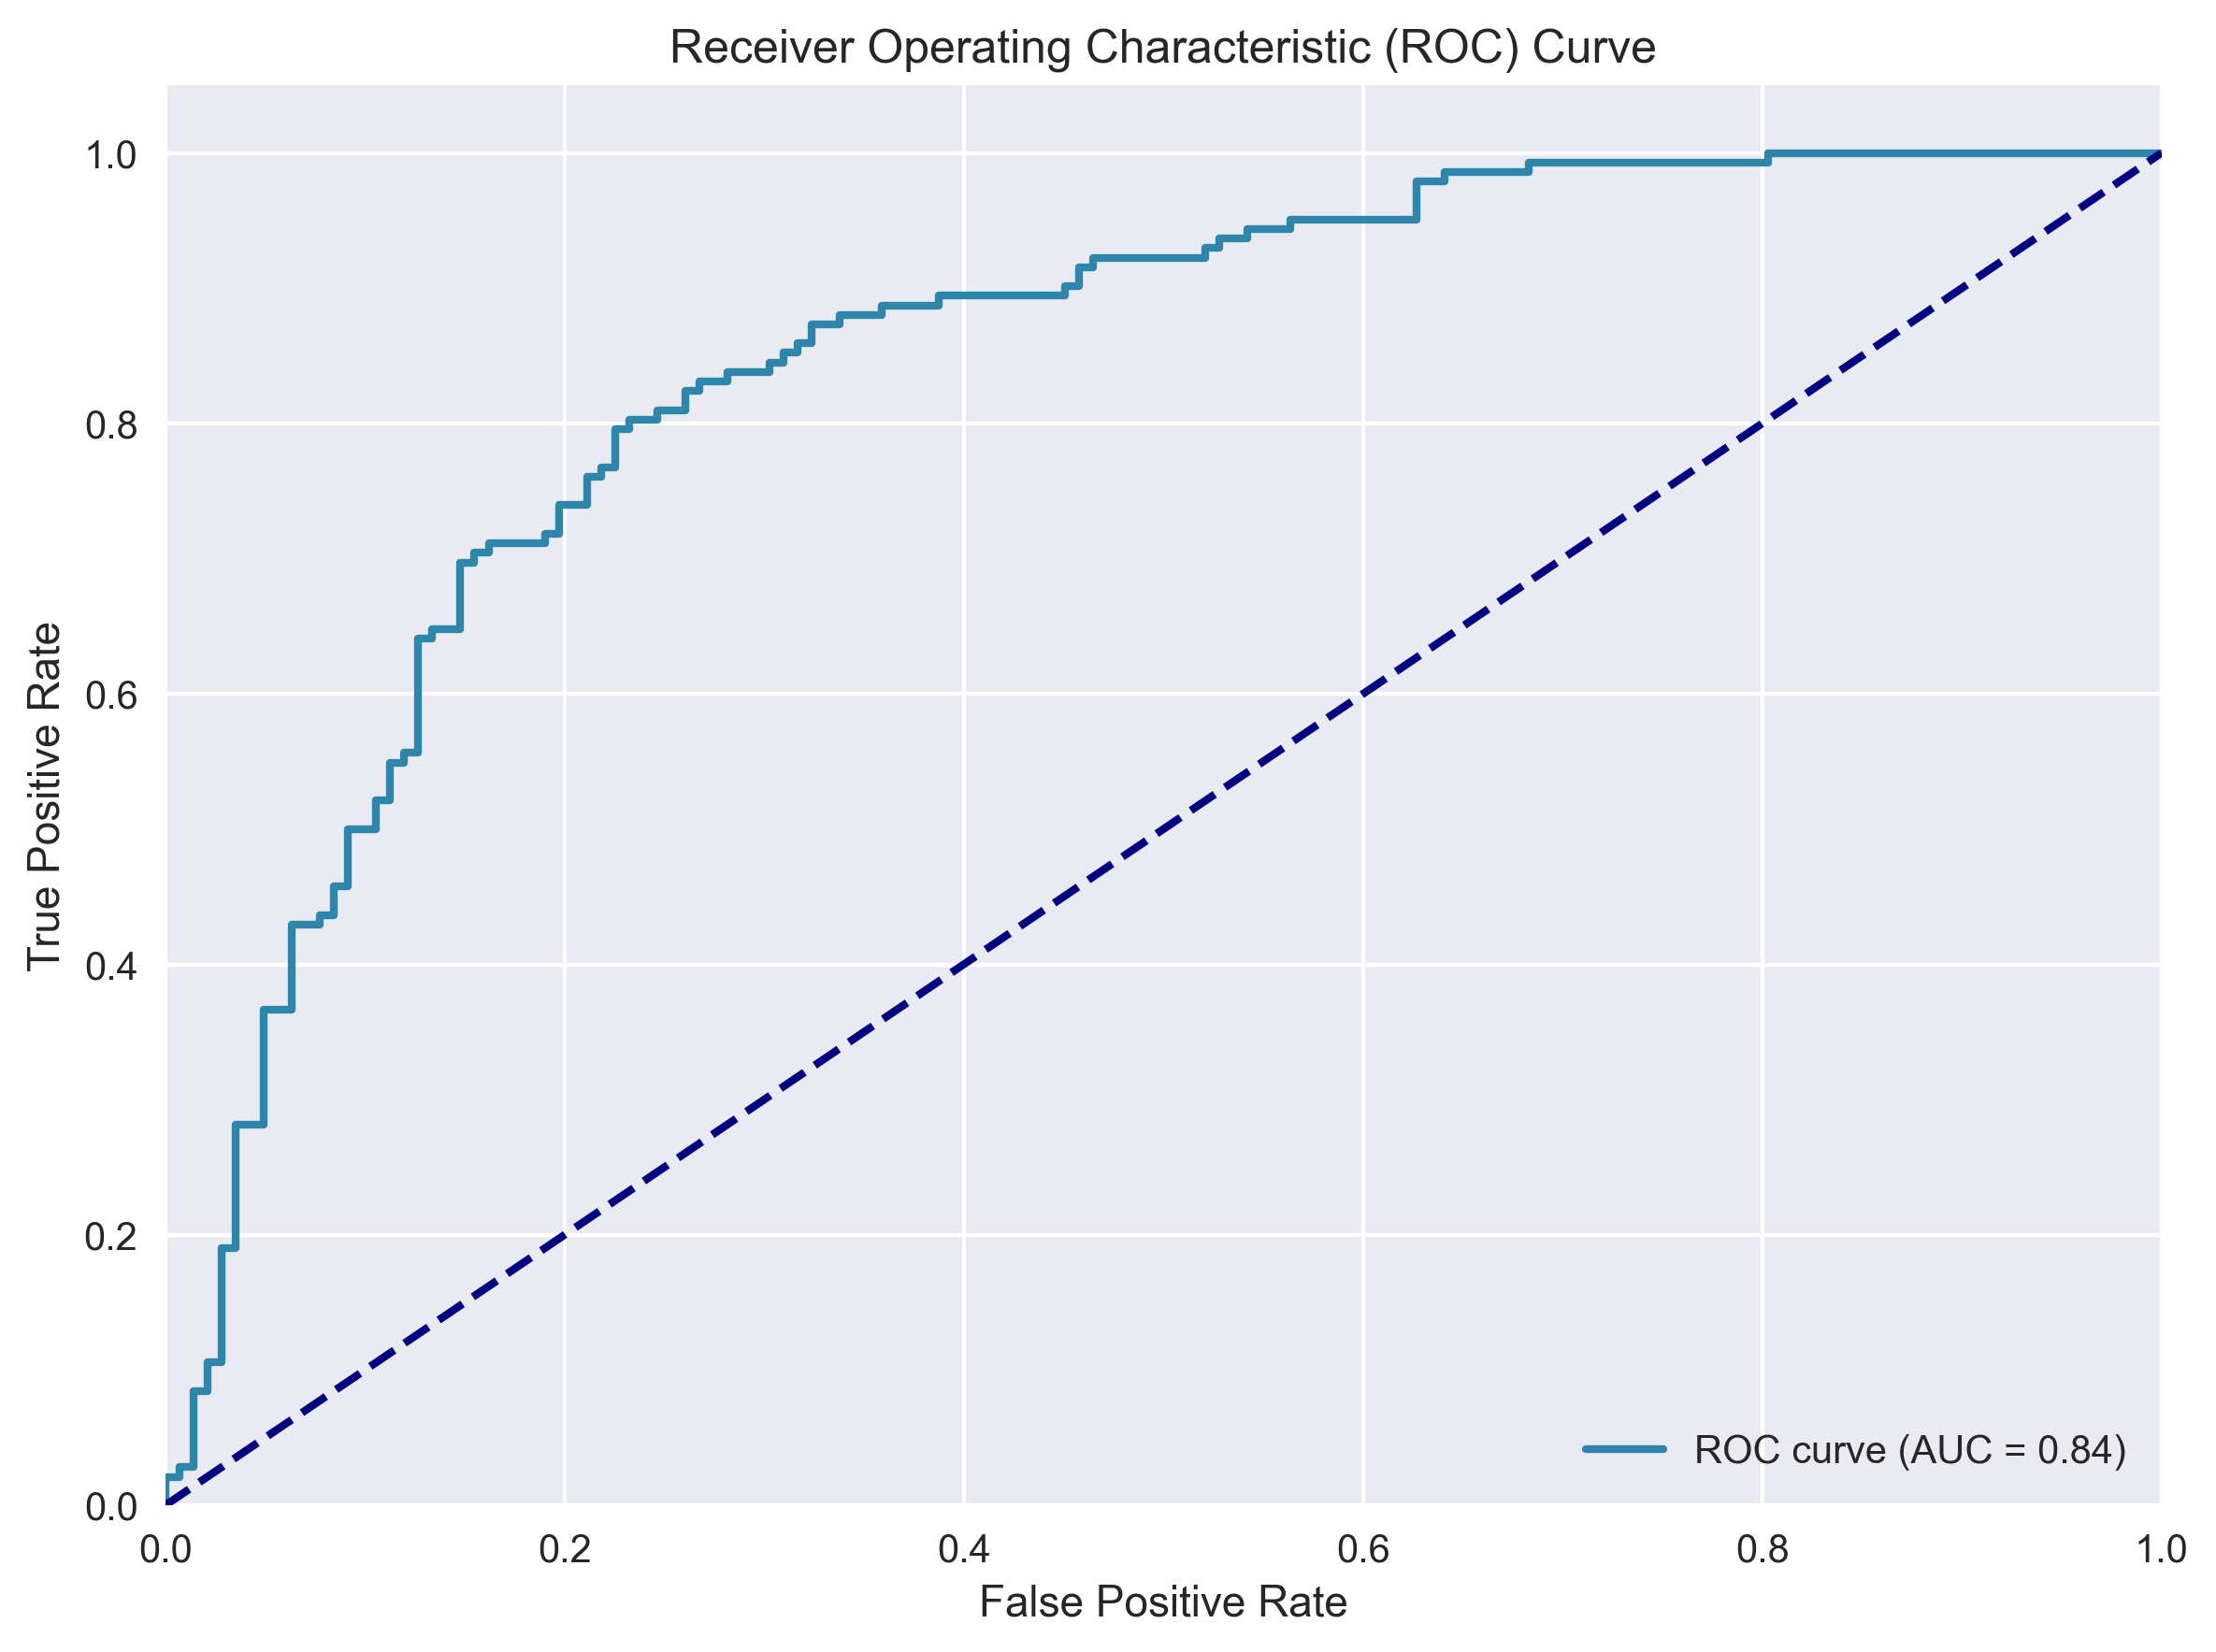 Receiver Operating Characteristic (ROC) Curve
True Positive Rate
1.0
0.8
0.6
0.4
0.2
0.0
ROC curve (AUC = 0.84)
0.0 0.2 0.4 0.6 0.8 1.0
False Positive Rate